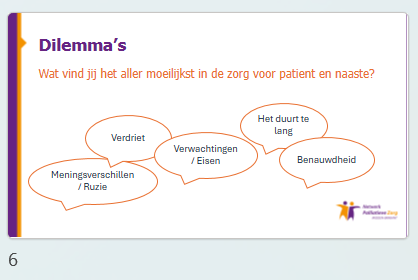 Dilemma's
Wat vind jij het aller moeilijkst in de zorg voor patient en naaste?
Het duurt te
lang
Verdriet
Verwachtingen
/ Eisen
Benauwdheid
Meningsverschillen
/ Ruzie
Netwerk
Palliatieve Zorg
6